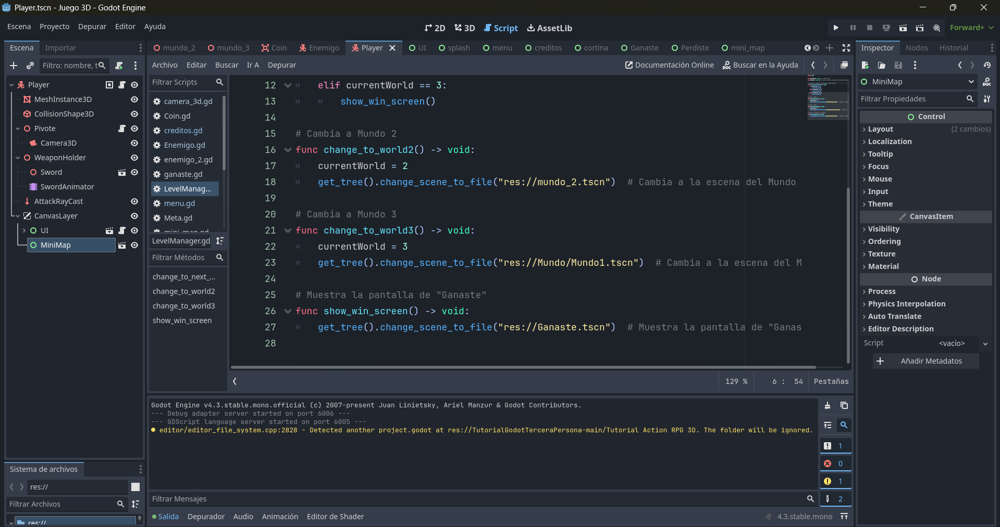 Player.tscn - Juego 3D - Godot Engine
Escena Proyecto Depurar Editor Ayuda
2D 3D Script AssetLib
Forward+
Escena Importar
Filtro: nombre, t
Player
MeshInstance3D
CollisionShape3D
Pivote
Camera3D
WeaponHolder
Sword
SwordAnimator
AttackRayCast
CanvasLayer
UI
MiniMap
Sistema de archivos
res://
Filtrar Archivos
res://
mundo_2 mundo_3 Coin Enemigo Player UI splash menu creditos cortina Ganaste Perdiste mini_map
Archivo Editar Buscar Ir A Depurar
Documentación Online Buscar en la Ayuda
Filtrar Scripts
camera_3d.gd
Coin.gd
creditos.gd
Enemigo.gd
enemigo_2.gd
ganaste.gd
LevelManag...
menu.gd
Meta.gd
mini_map.gd
LevelManager.gd
Filtrar Métodos
change_to_next_...
change_to_world2
change_to_world3
show_win_screen
12 elif currentWorld == 3:
13 show_win_screen()
14
15 # Cambia a Mundo 2
16 func change_to_world2() -> void:
17 currentWorld = 2
18 get_tree().change_scene_to_file("res://mundo_2.tscn") # Cambia a la escena del Mundo
19
20 # Cambia a Mundo 3
21 func change_to_world3() -> void:
22 currentWorld = 3
23 get_tree().change_scene_to_file("res://Mundo/Mundo1.tscn") # Cambia a la escena del M
24
25 # Muestra la pantalla de "Ganaste"
26 func show_win_screen() -> void:
27 get_tree().change_scene_to_file("res://Ganaste.tscn") # Muestra la pantalla de "Ganas
28
129 % 6 : 54 Pestañas
Godot Engine v4.3.stable.mono.official (c) 2007-present Juan Linietsky, Ariel Manzur & Godot Contributors.
--- Debug adapter server started on port 6006 ---
--- GDScript language server started on port 6005 ---
editor/editor_file_system.cpp:2828 - Detected another project.godot at res://TutorialGodotTerceraPersona-main/Tutorial Action RPG 3D. The folder will be ignored.
1
0
1
2
Filtrar Mensajes
Salida Depurador Audio Animación Editor de Shader
4.3.stable.mono
Inspector Nodos Historial
MiniMap
Filtrar Propiedades
Control
Layout (2 cambios)
Localization
Tooltip
Focus
Mouse
Input
Theme
CanvasItem
Visibility
Ordering
Texture
Material
Node
Process
Physics Interpolation
Auto Translate
Editor Description
Script <vacío>
Añadir Metadatos